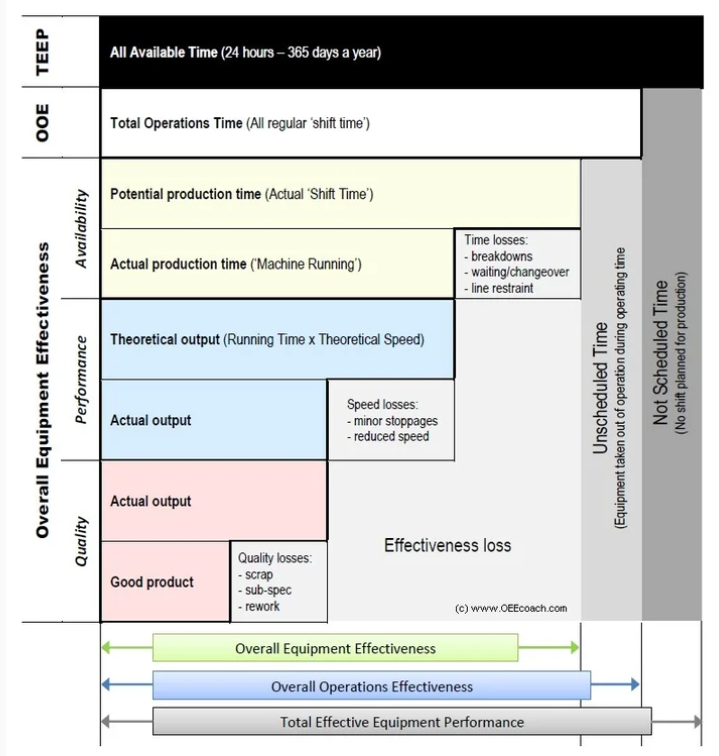 TEEP
All Available Time (24 hours – 365 days a year)
OOE
Total Operations Time (All regular 'shift time')
Overall Equipment Effectiveness
Availability
Potential production time (Actual 'Shift Time')
Actual production time ('Machine Running')
Time losses:
- breakdowns
- waiting/changeover
- line restraint
Performance
Theoretical output (Running Time x Theoretical Speed)
Actual output
Speed losses:
- minor stoppages
- reduced speed
Quality
Actual output
Good product
Quality losses:
- scrap
- sub-spec
- rework
Effectiveness loss
(c) www.OEEcoach.com
Unscheduled Time
(Equipment taken out of operation during operating time
Not Scheduled Time
(No shift planned for production)
Overall Equipment Effectiveness
Overall Operations Effectiveness
Total Effective Equipment Performance